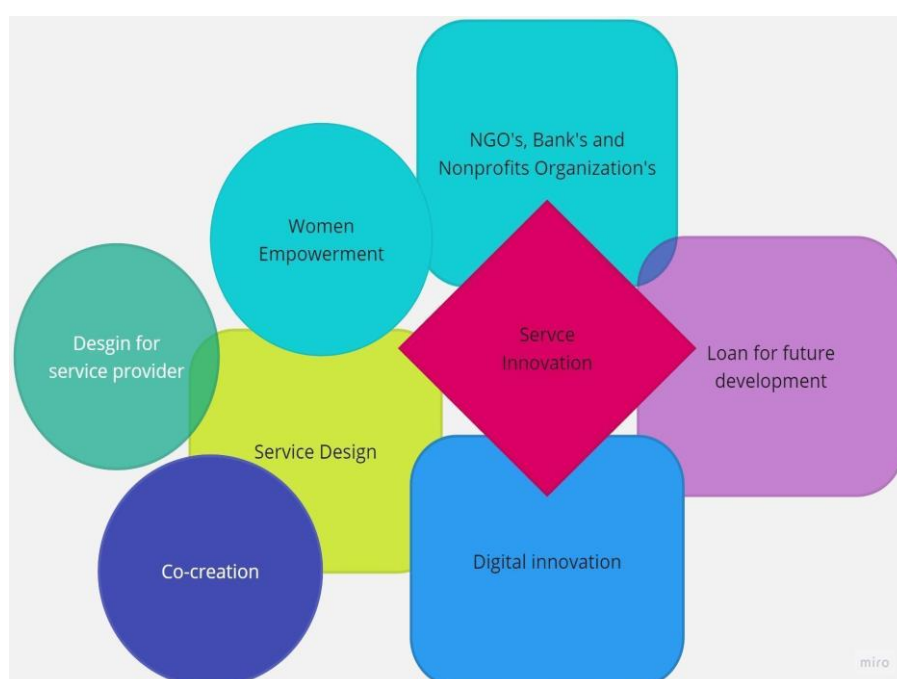 NGO's, Bank's and
Nonprofits Organization's
Women
Empowerment
Desgin for
service provider
Servce
Innovation
Loan for future
development
Service Design
Co-creation
Digital innovation
miro